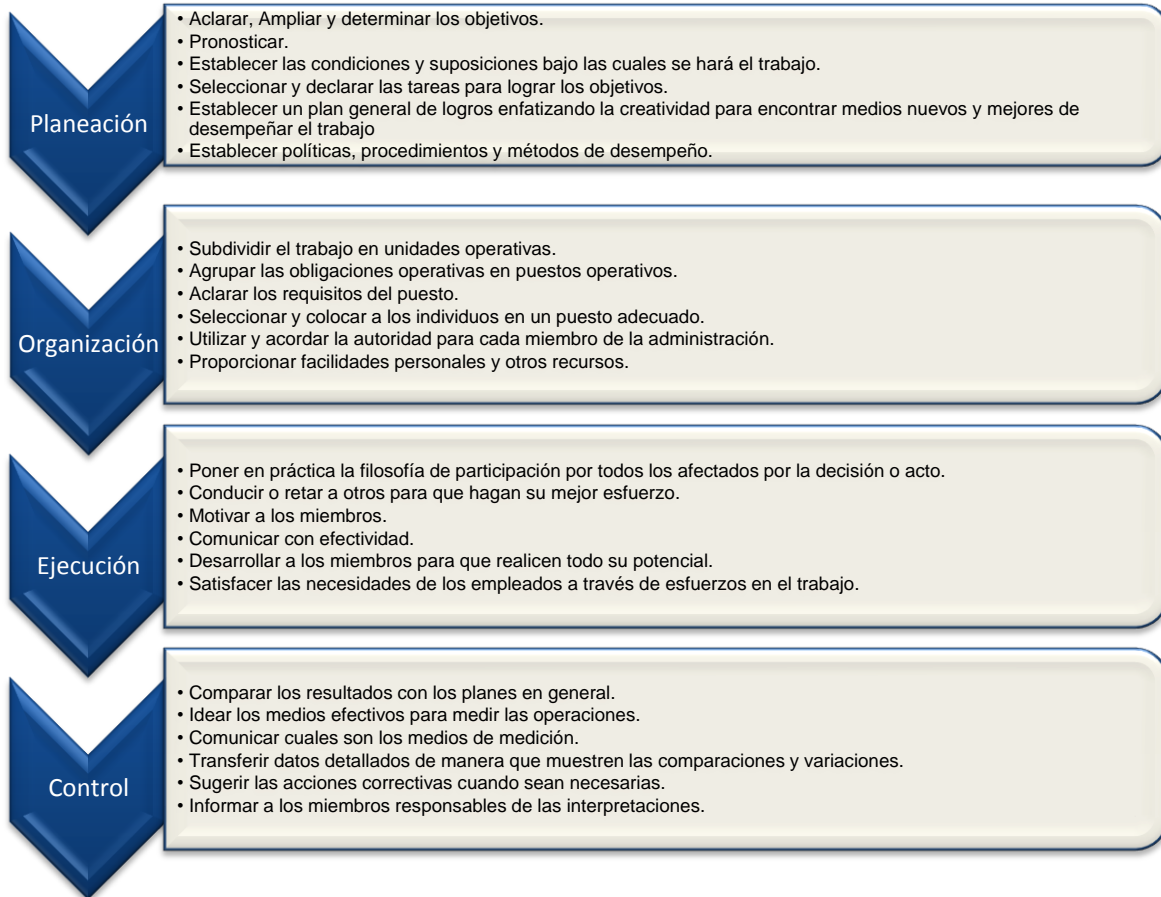 Planeación
• Aclarar, Ampliar y determinar los objetivos.
• Pronosticar.
• Establecer las condiciones y suposiciones bajo las cuales se hará el trabajo.
• Seleccionar y declarar las tareas para lograr los objetivos.
• Establecer un plan general de logros enfatizando la creatividad para encontrar medios nuevos y mejores de
desempeñar el trabajo
• Establecer políticas, procedimientos y métodos de desempeño.
Organización
• Subdividir el trabajo en unidades operativas.
• Agrupar las obligaciones operativas en puestos operativos.
• Aclarar los requisitos del puesto.
• Seleccionar y colocar a los individuos en un puesto adecuado.
• Utilizar y acordar la autoridad para cada miembro de la administración.
• Proporcionar facilidades personales y otros recursos.
Ejecución
• Poner en práctica la filosofía de participación por todos los afectados por la decisión o acto.
• Conducir o retar a otros para que hagan su mejor esfuerzo.
• Motivar a los miembros.
• Comunicar con efectividad.
• Desarrollar a los miembros para que realicen todo su potencial.
• Satisfacer las necesidades de los empleados a través de esfuerzos en el trabajo.
Control
• Comparar los resultados con los planes en general.
• Idear los medios efectivos para medir las operaciones.
• Comunicar cuales son los medios de medición.
• Transferir datos detallados de manera que muestren las comparaciones y variaciones.
• Sugerir las acciones correctivas cuando sean necesarias.
• Informar a los miembros responsables de las interpretaciones.